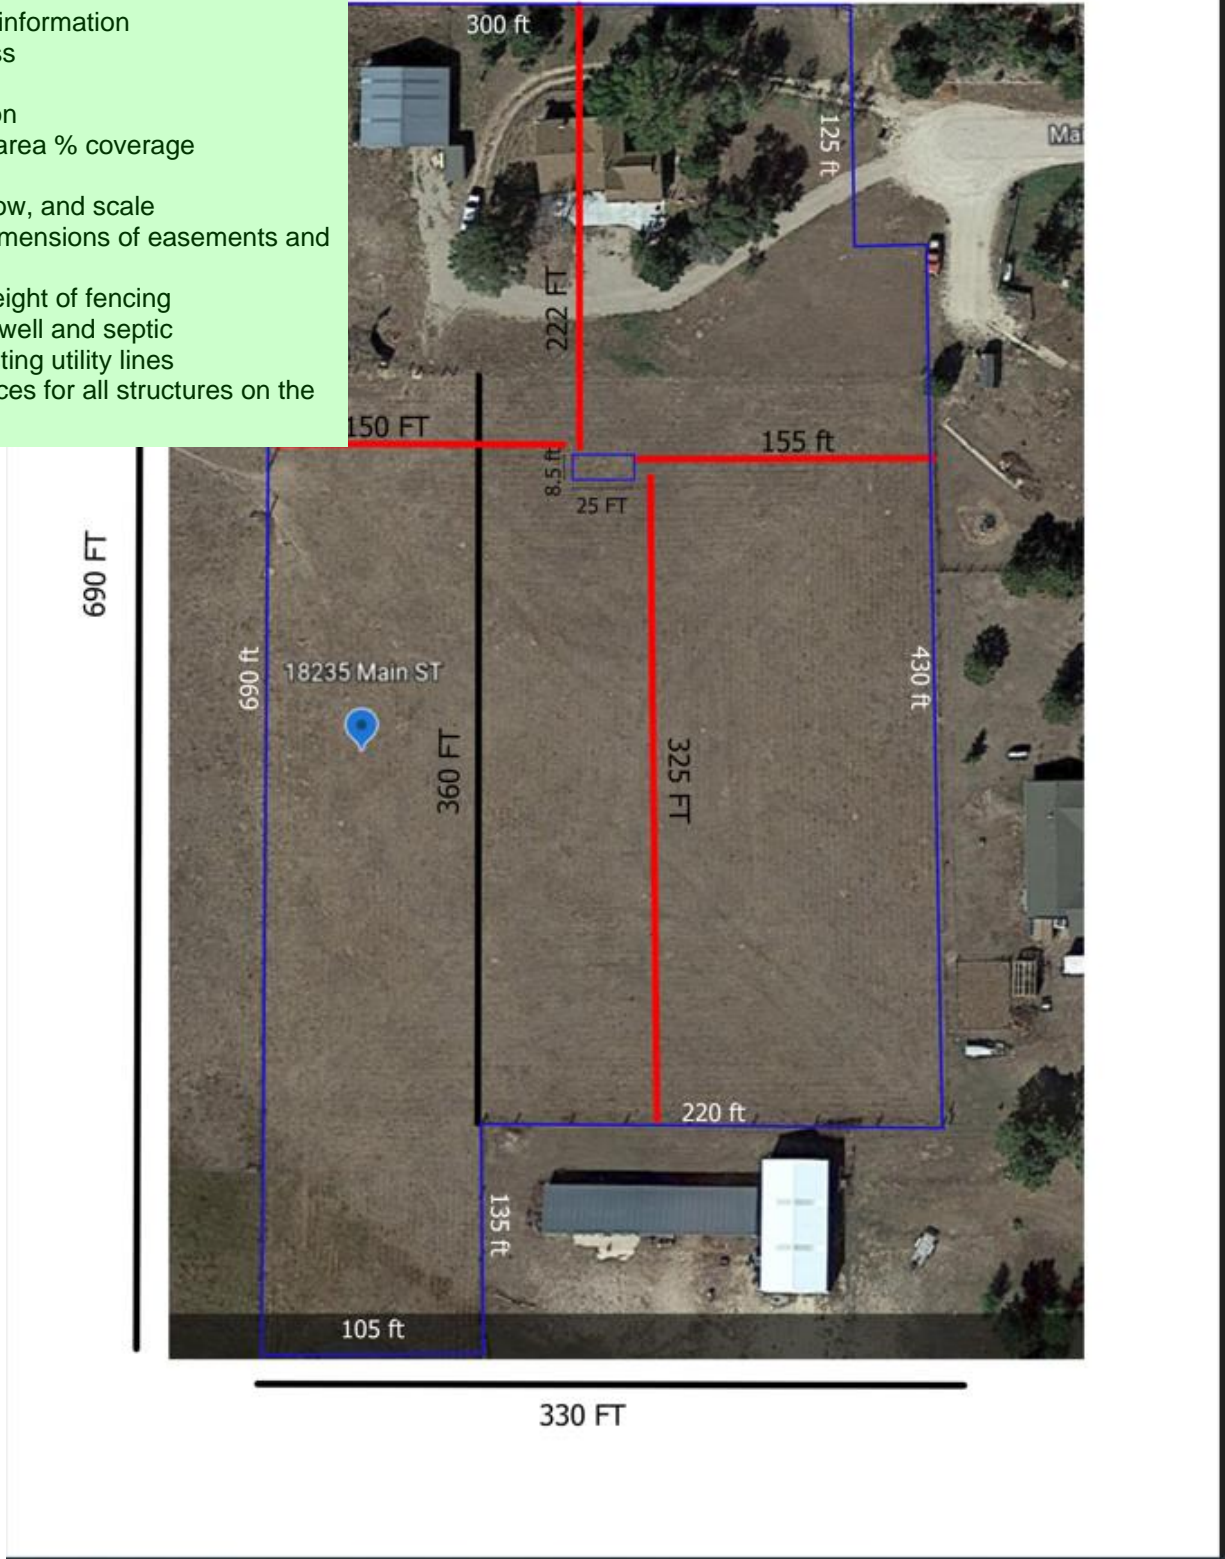 information
ss
on
area % coverage
ow, and scale
mensions of easements and
eight of fencing
well and septic
ting utility lines
ces for all structures on the
300 ft
125 ft
Mai
222 FT
150 FT
155 ft
8.5 ft
25 FT
690 FT
690 ft
18235 Main ST
430 ft
360 FT
325 FT
220 ft
135 ft
105 ft
330 FT